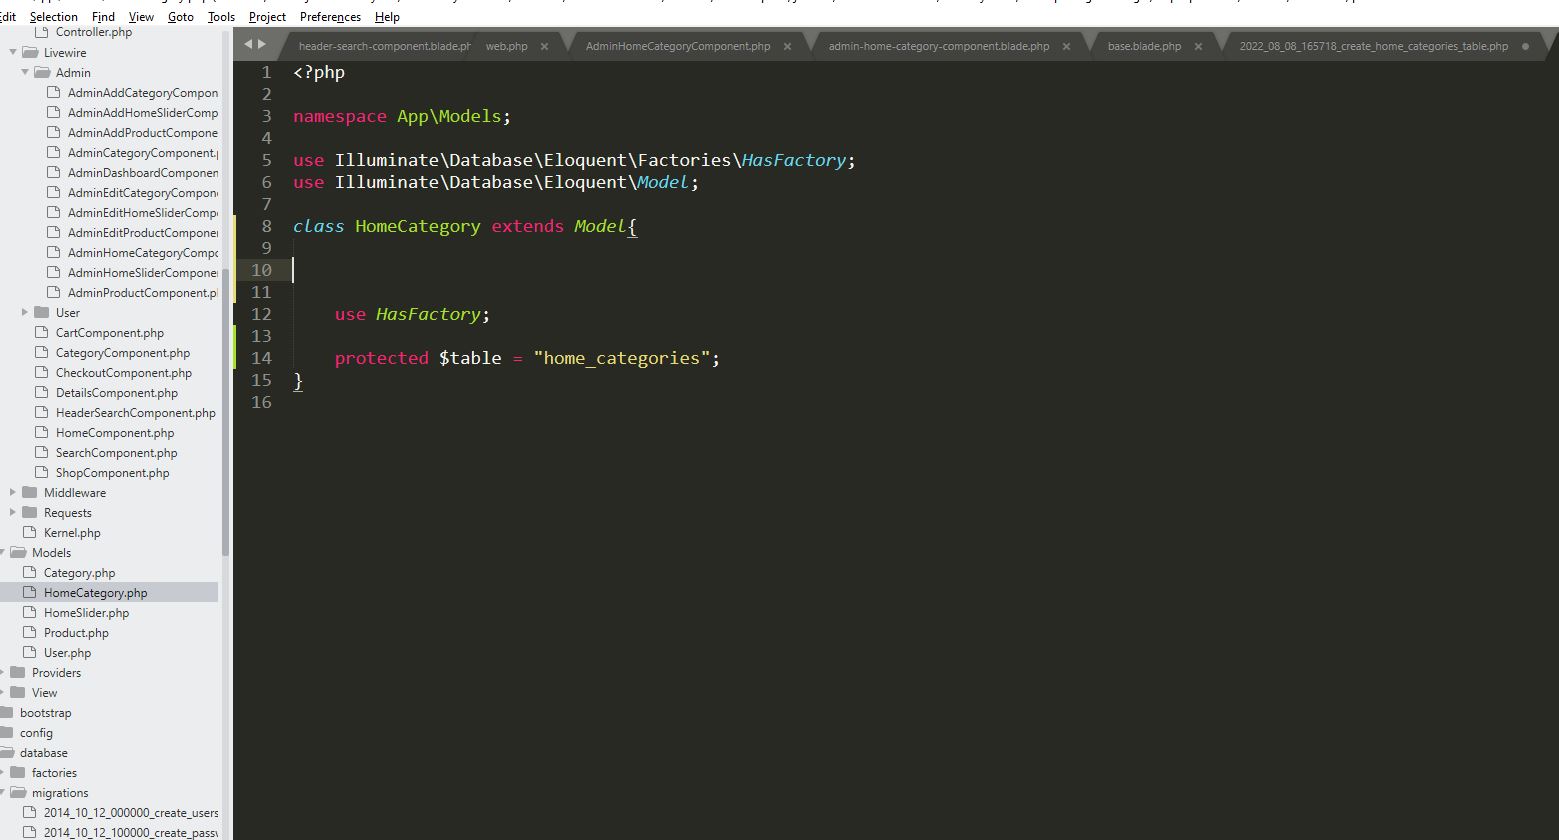 dit Selection Find View Goto Tools Project Preferences Help
Controller.php
Livewire
Admin
AdminAddCategoryCompon
AdminAddHomeSliderComp
AdminAddProductCompone
AdminCategoryComponent.
AdminDashboardComponen
AdminEditCategoryCompon
AdminEditHomeSliderComp
AdminEditProductCompone
AdminHomeCategoryCompo
AdminHomeSliderCompone
AdminProductComponent.p
User
CartComponent.php
CategoryComponent.php
CheckoutComponent.php
DetailsComponent.php
HeaderSearchComponent.php
HomeComponent.php
SearchComponent.php
ShopComponent.php
Middleware
Requests
Kernel.php
Models
Category.php
HomeCategory.php
HomeSlider.php
Product.php
User.php
Providers
View
bootstrap
config
database
factories
migrations
2014_10_12_000000_create_users
2014_10_12_100000_create_passw
header-search-component.blade.ph web.php × AdminHomeCategoryComponent.php × admin-home-category-component.blade.php × base.blade.php × 2022_08_08_165718_create_home_categories_table.php
1 <?php
2
3 namespace App\Models;
4
5 use Illuminate\Database\Eloquent\Factories\HasFactory;
6 use Illuminate\Database\Eloquent\Model;
7
8 class HomeCategory extends Model{
9
10
11
12 use HasFactory;
13
14 protected $table = "home_categories";
15 }
16